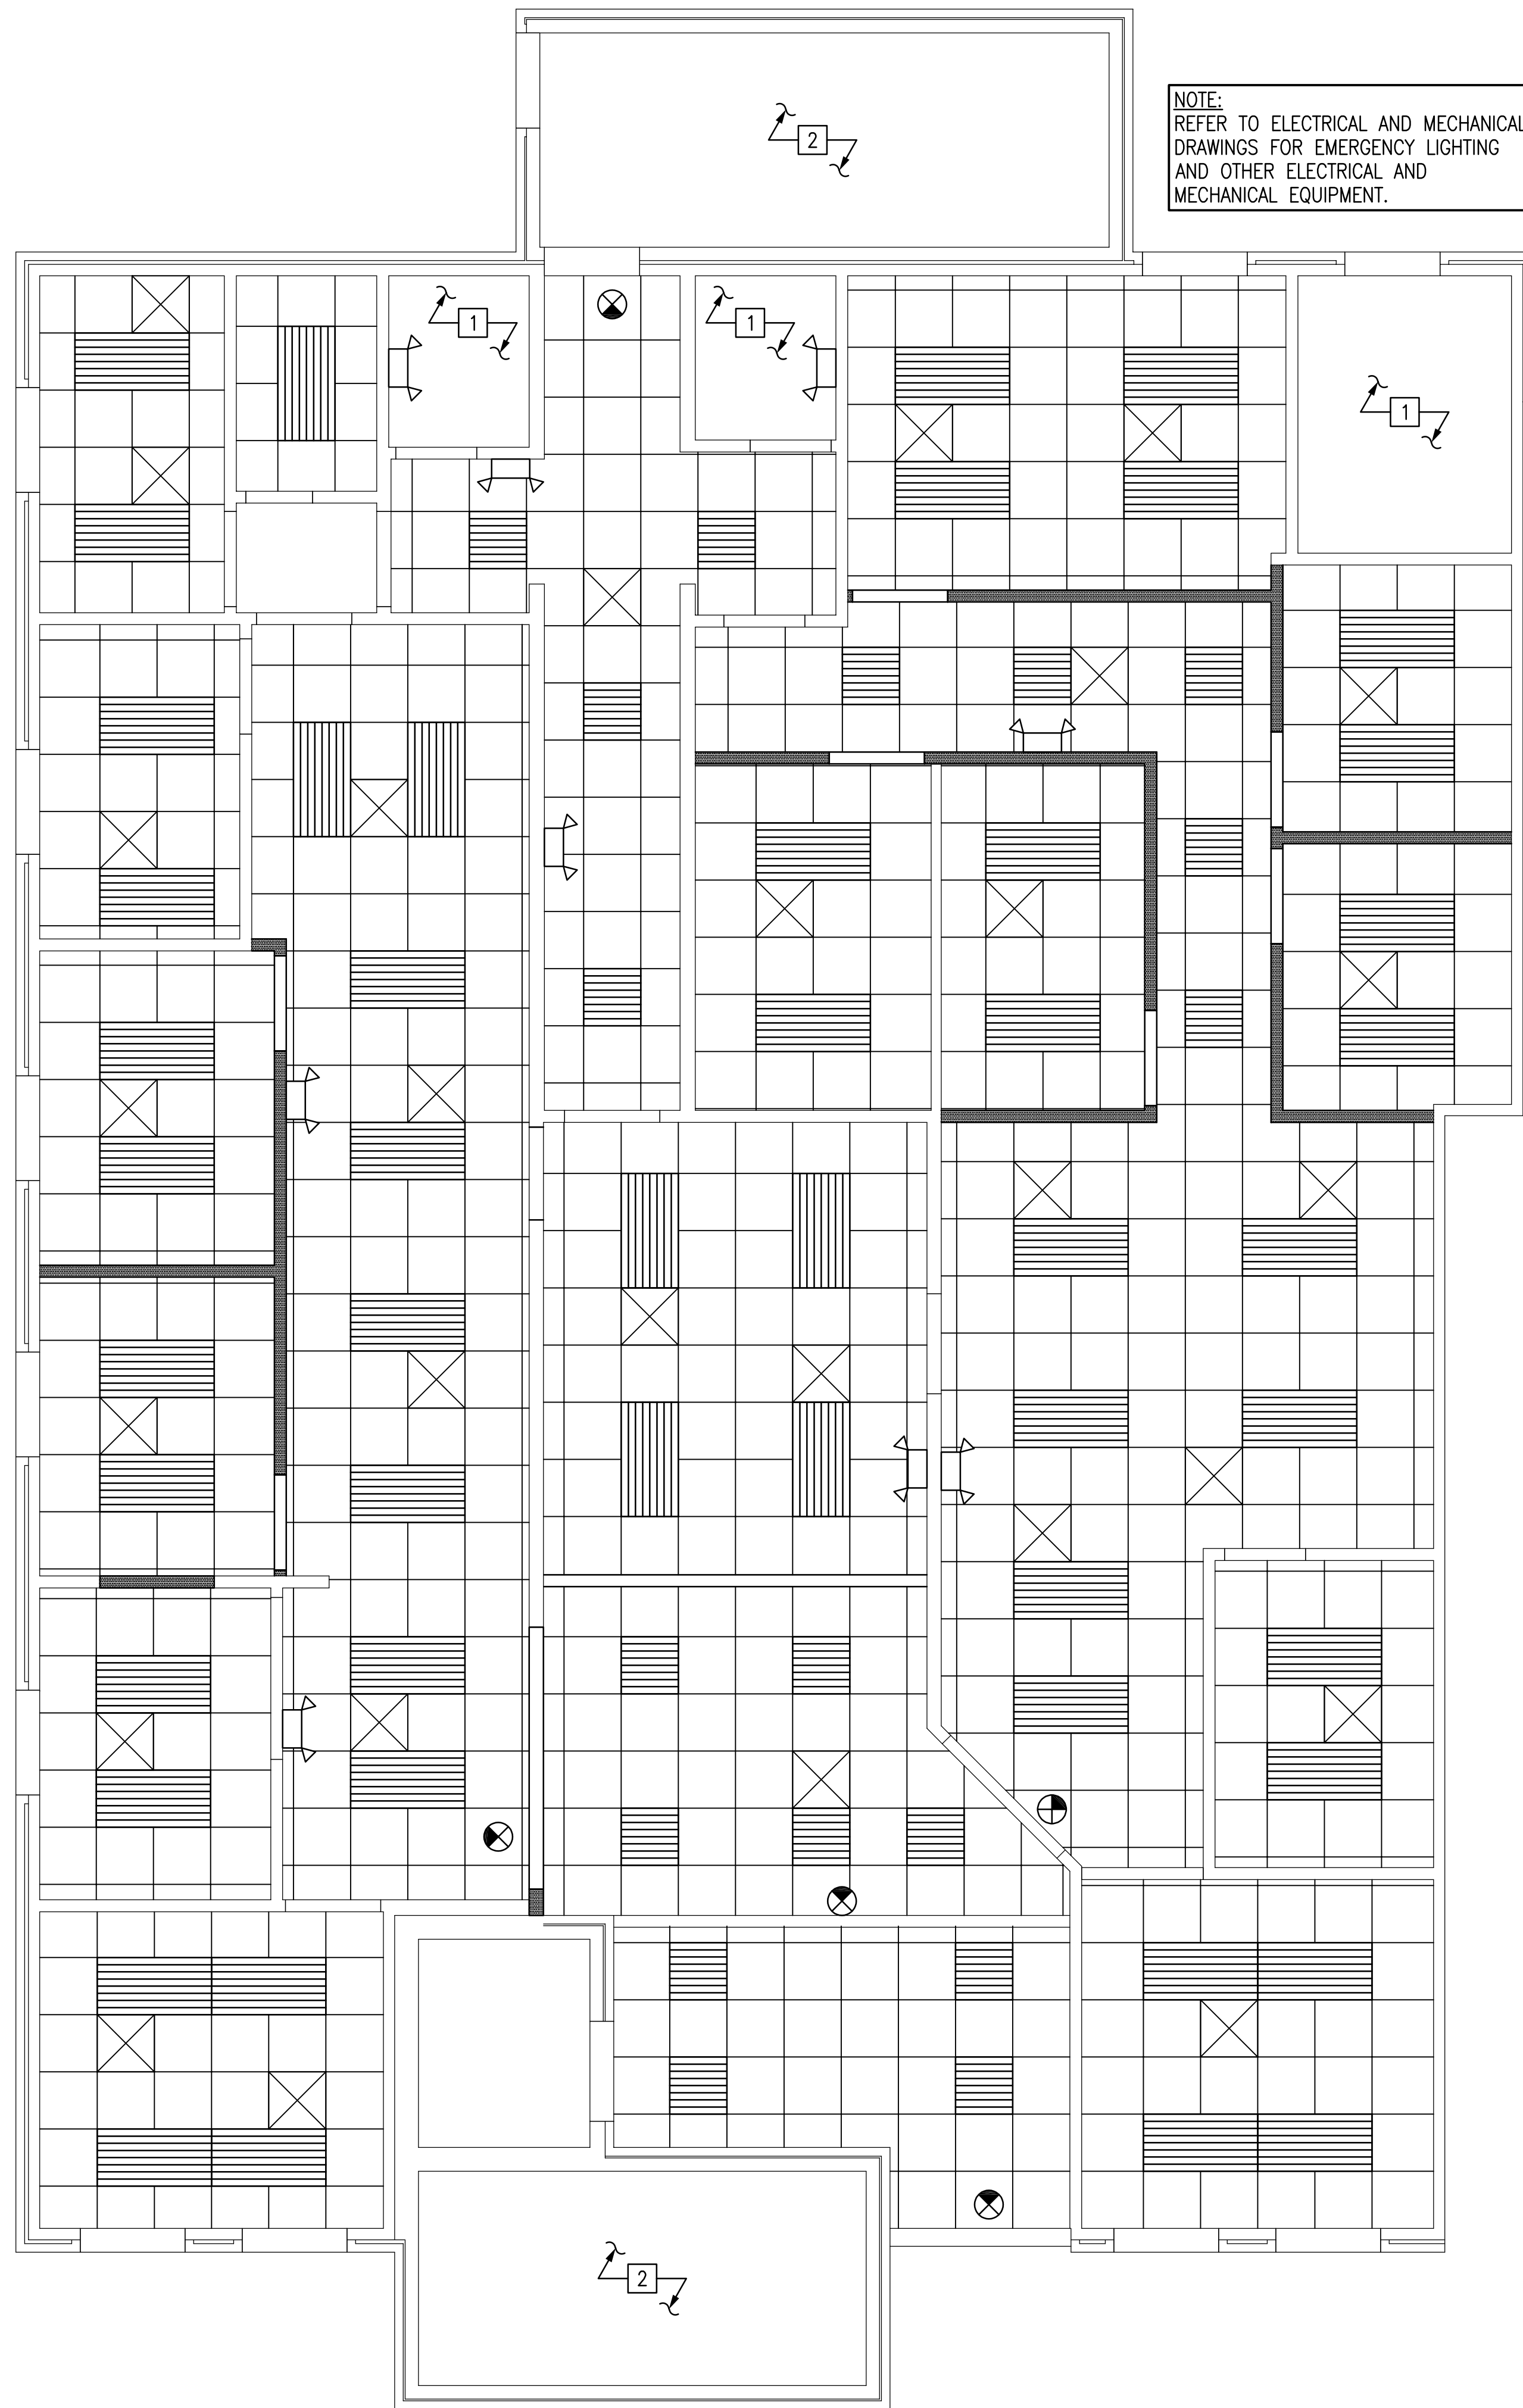 2
NOTE:
REFER TO ELECTRICAL AND MECHANICAL
DRAWINGS FOR EMERGENCY LIGHTING
AND OTHER ELECTRICAL AND
MECHANICAL EQUIPMENT.
1
1
1
2